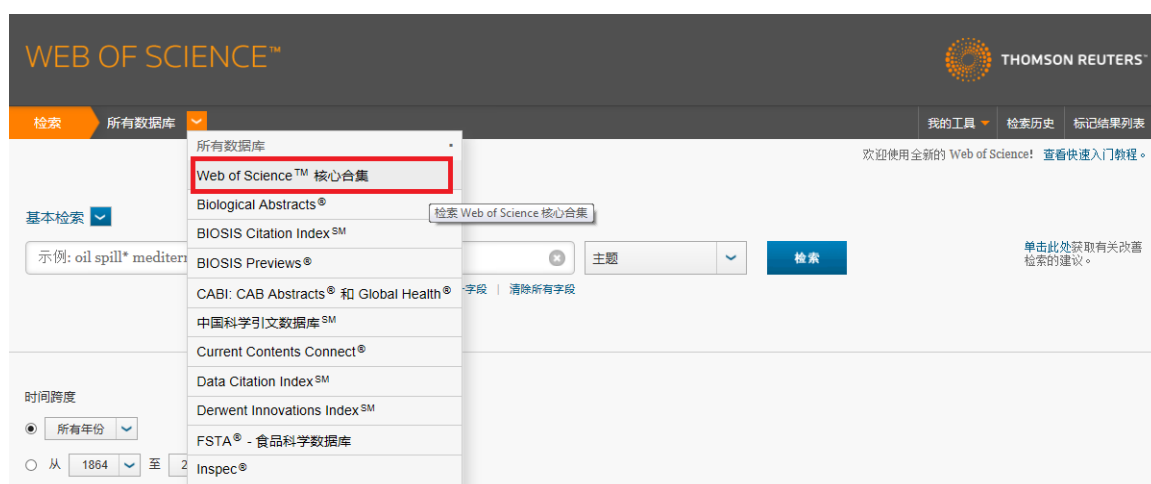 WEB OF SCIENCE™
THOMSON REUTERS™
检索 所有数据库
我的工具 检索历史 标记结果列表
所有数据库
欢迎使用全新的 Web of Science! 查看快速入门教程。
Web of Science™ 核心合集
Biological Abstracts®
检索 Web of Science 核心合集
基本检索
BIOSIS Citation Index℠
示例: oil spill* mediter
主题
检索
单击此处获取有关改善
检索的建议。
BIOSIS Previews®
CABI: CAB Abstracts® 和 Global Health®
字段 | 清除所有字段
中国科学引文数据库℠
Current Contents Connect®
Data Citation Index℠
时间跨度
Derwent Innovations Index℠
所有年份
FSTA® - 食品科学数据库
从 1864 至 2
Inspec®